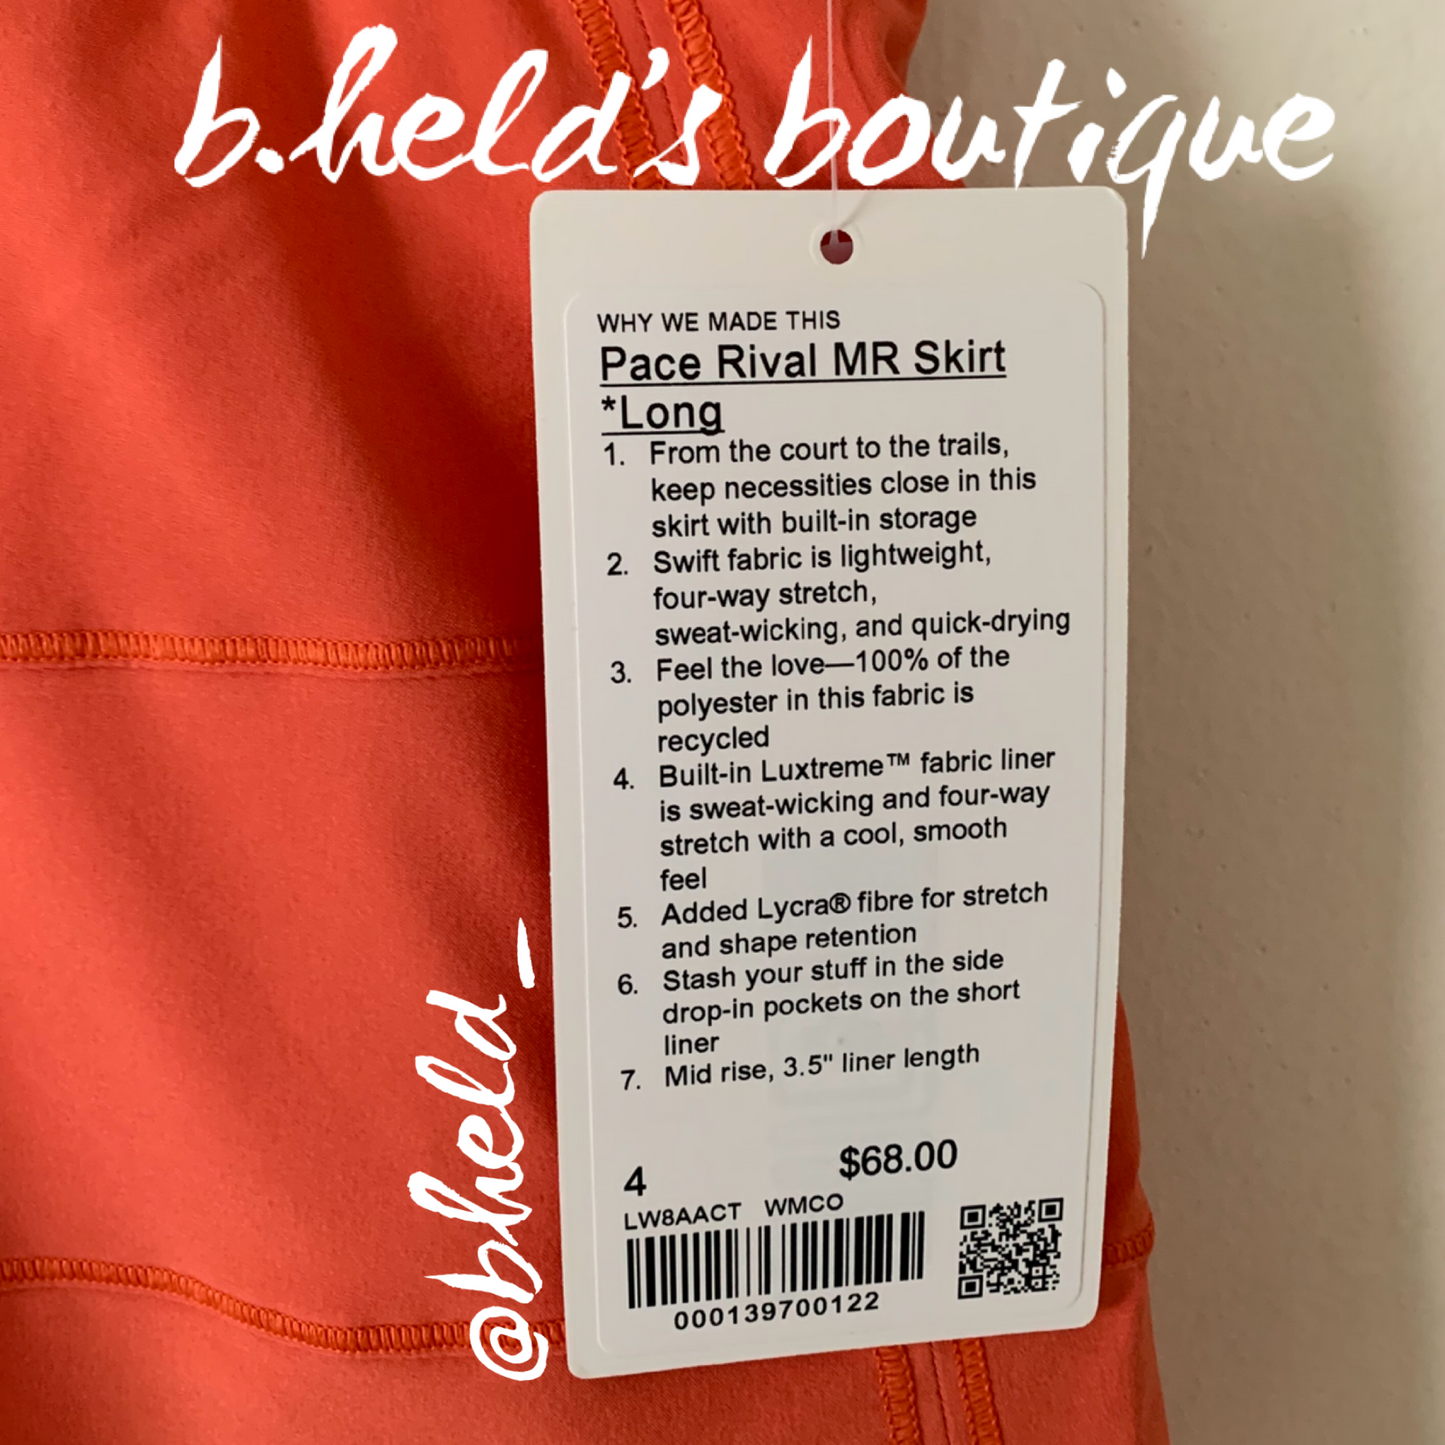 b.held's boutique
WHY WE MADE THIS
Pace Rival MR Skirt
*Long
1. From the court to the trails,
keep necessities close in this
skirt with built-in storage
2. Swift fabric is lightweight,
four-way stretch,
sweat-wicking, and quick-drying
3. Feel the love—100% of the
polyester in this fabric is
recycled
4. Built-in Luxtreme™ fabric liner
is sweat-wicking and four-way
stretch with a cool, smooth
feel
5. Added Lycra® fibre for stretch
and shape retention
6. Stash your stuff in the side
drop-in pockets on the short
liner
7. Mid rise, 3.5" liner length
4 $68.00
LW8AACT WMCO
000139700122
@bheld_